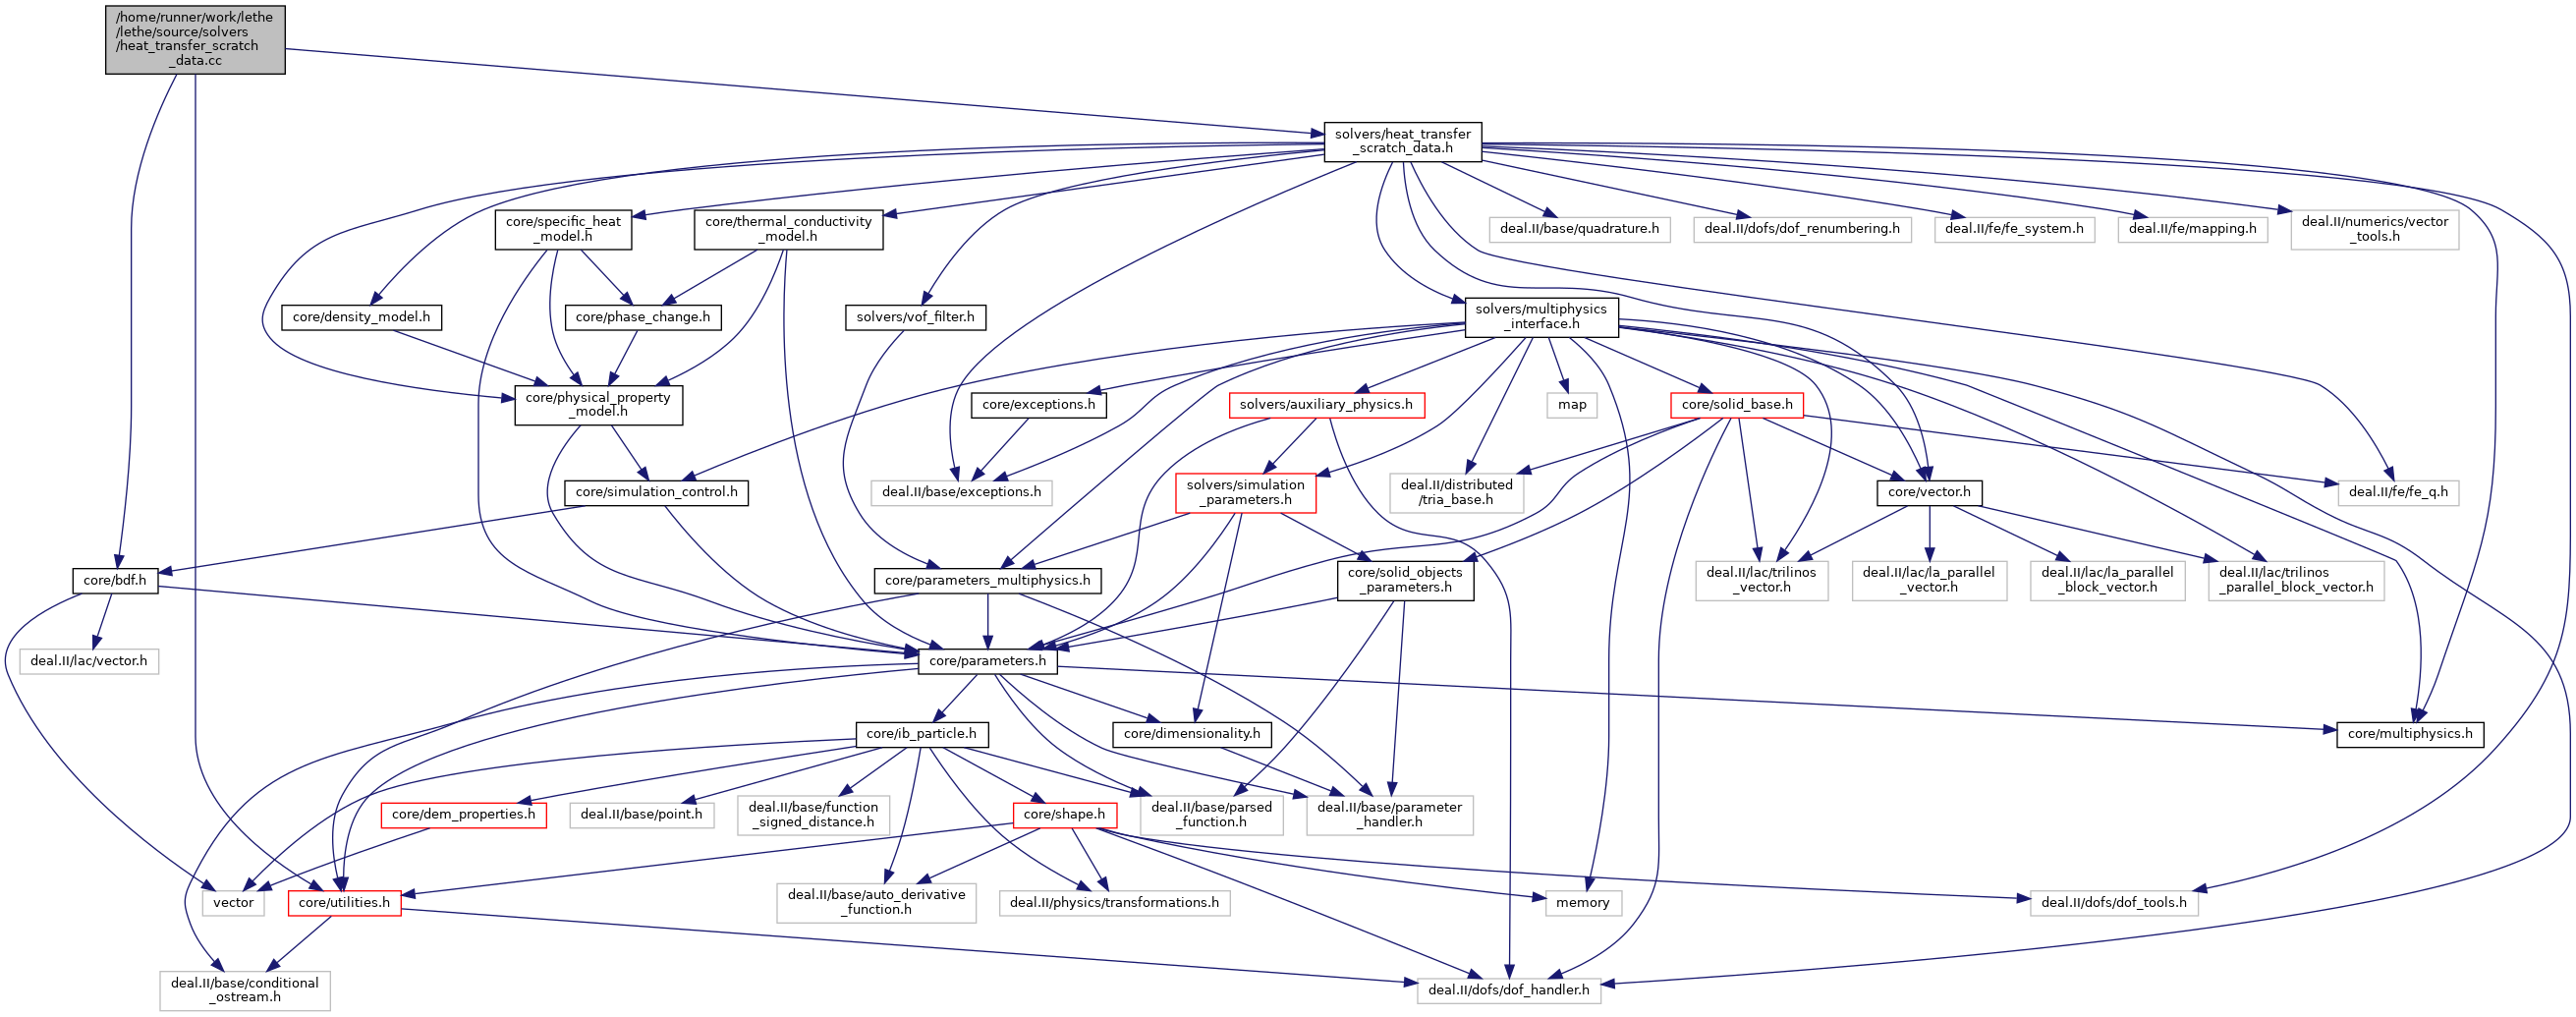 /home/runner/work/lethe
/lethe/source/solvers
/heat_transfer_scratch
_data.cc
solvers/heat_transfer
_scratch_data.h
core/specific_heat
_model.h
core/thermal_conductivity
_model.h
deal.II/base/quadrature.h
deal.II/dofs/dof_renumbering.h
deal.II/fe/fe_system.h
deal.II/fe/mapping.h
deal.II/numerics/vector
_tools.h
core/density_model.h
core/phase_change.h
solvers/vof_filter.h
solvers/multiphysics
_interface.h
core/physical_property
_model.h
core/exceptions.h
solvers/auxiliary_physics.h
map
core/solid_base.h
core/simulation_control.h
deal.II/base/exceptions.h
solvers/simulation
_parameters.h
deal.II/distributed
/tria_base.h
core/vector.h
deal.II/fe/fe_q.h
core/bdf.h
core/parameters_multiphysics.h
core/solid_objects
_parameters.h
deal.II/lac/trilinos
_vector.h
deal.II/lac/la_parallel
_vector.h
deal.II/lac/la_parallel
_block_vector.h
deal.II/lac/trilinos
_parallel_block_vector.h
deal.II/lac/vector.h
core/parameters.h
core/ib_particle.h
core/dimensionality.h
core/multiphysics.h
core/dem_properties.h
deal.II/base/point.h
deal.II/base/function
_signed_distance.h
core/shape.h
deal.II/base/parsed
_function.h
deal.II/base/parameter
_handler.h
vector
core/utilities.h
deal.II/base/auto_derivative
_function.h
deal.II/physics/transformations.h
memory
deal.II/dofs/dof_tools.h
deal.II/base/conditional
_ostream.h
deal.II/dofs/dof_handler.h